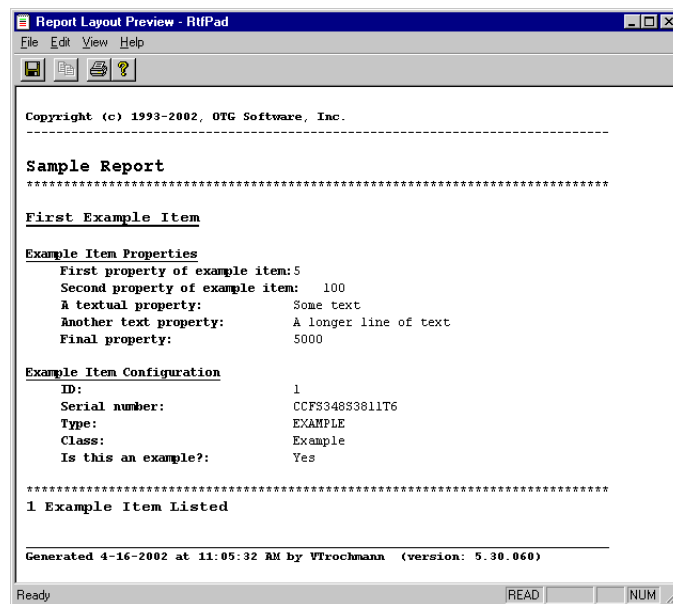 Report Layout Preview - RtfPad
File Edit View Help
Copyright (c) 1993-2002, OTG Software, Inc.
--------------------------------------------------------------------------------
Sample Report
********************************************************************************
First Example Item
Example Item Properties
First property of example item: 5
Second property of example item: 100
A textual property: Some text
Another text property: A longer line of text
Final property: 5000
Example Item Configuration
ID: 1
Serial number: CCFS348S3811T6
Type: EXAMPLE
Class: Example
Is this an example?: Yes
********************************************************************************
1 Example Item Listed
Generated 4-16-2002 at 11:05:32 AM by VTrochmann (version: 5.30.060)
Ready READ NUM